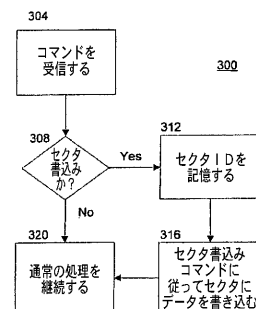 304
コマンドを
受信する
300
308
セクタ
書込み
か?
Yes
No
312
セクタIDを
記憶する
320
通常の処理を
継続する
316
セクタ書込み
コマンドに
従ってセクタに
データを書き込む